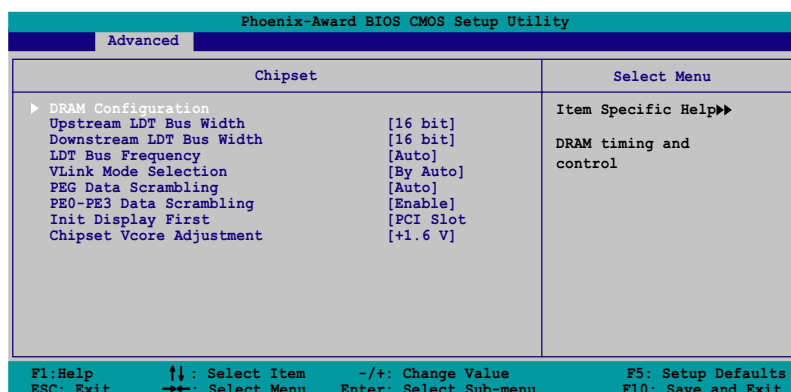 Phoenix-Award BIOS CMOS Setup Utility
Advanced
Chipset
Select Menu
DRAM Configuration
Upstream LDT Bus Width [16 bit]
Downstream LDT Bus Width [16 bit]
LDT Bus Frequency [Auto]
VLink Mode Selection [By Auto]
PEG Data Scrambling [Auto]
PE0-PE3 Data Scrambling [Enable]
Init Display First [PCI Slot
Chipset Vcore Adjustment [+1.6 V]
Item Specific Help▶▶
DRAM timing and
control
F1:Help ↑↓: Select Item -/+: Change Value F5: Setup Defaults
ESC: Exit →←: Select Menu Enter: Select Sub-menu F10: Save and Exit